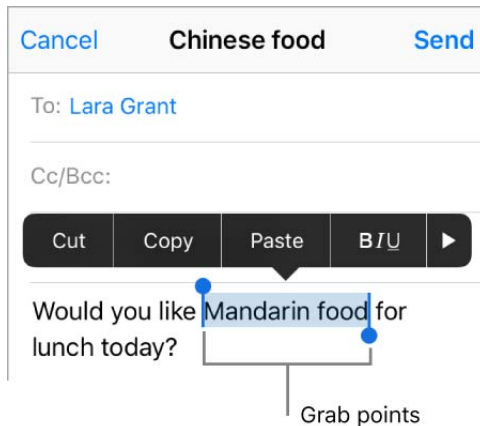 Cancel Chinese food Send
To: Lara Grant
Cc/Bcc:
Cut Copy Paste BIU
Would you like Mandarin food for
lunch today?
Grab points